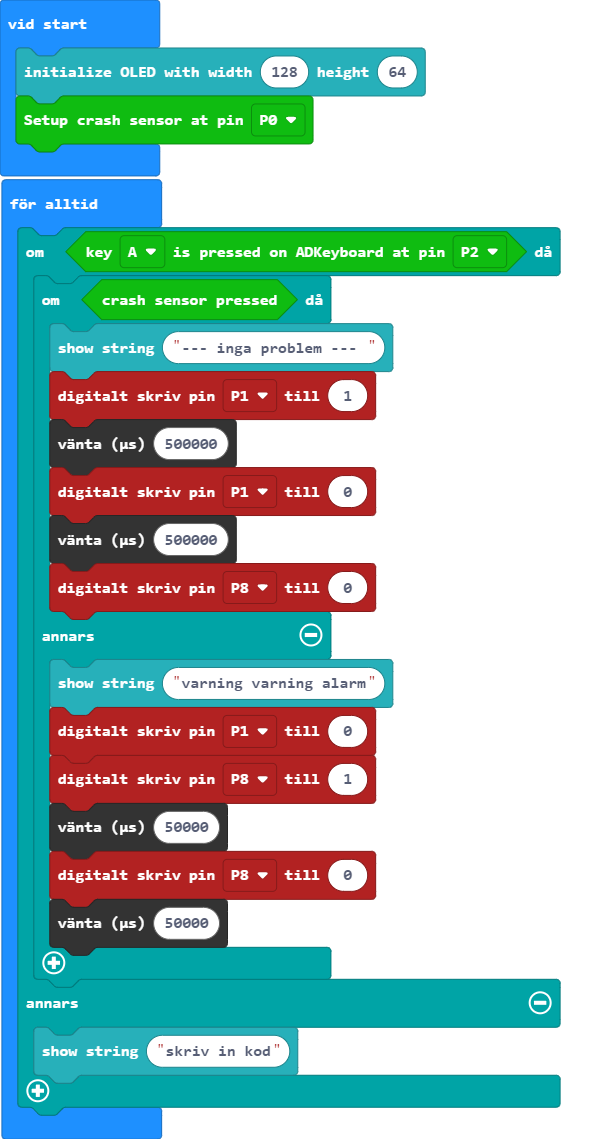 vid start
initialize OLED with width 128 height 64
Setup crash sensor at pin P0
för alltid
om key A is pressed on ADKeyboard at pin P2 då
om crash sensor pressed då
show string "--- inga problem --- "
digitalt skriv pin P1 till 1
vänta (µs) 500000
digitalt skriv pin P1 till 0
vänta (µs) 500000
digitalt skriv pin P8 till 0
annars
show string "varning varning alarm"
digitalt skriv pin P1 till 0
digitalt skriv pin P8 till 1
vänta (µs) 50000
digitalt skriv pin P8 till 0
vänta (µs) 50000
annars
show string "skriv in kod"